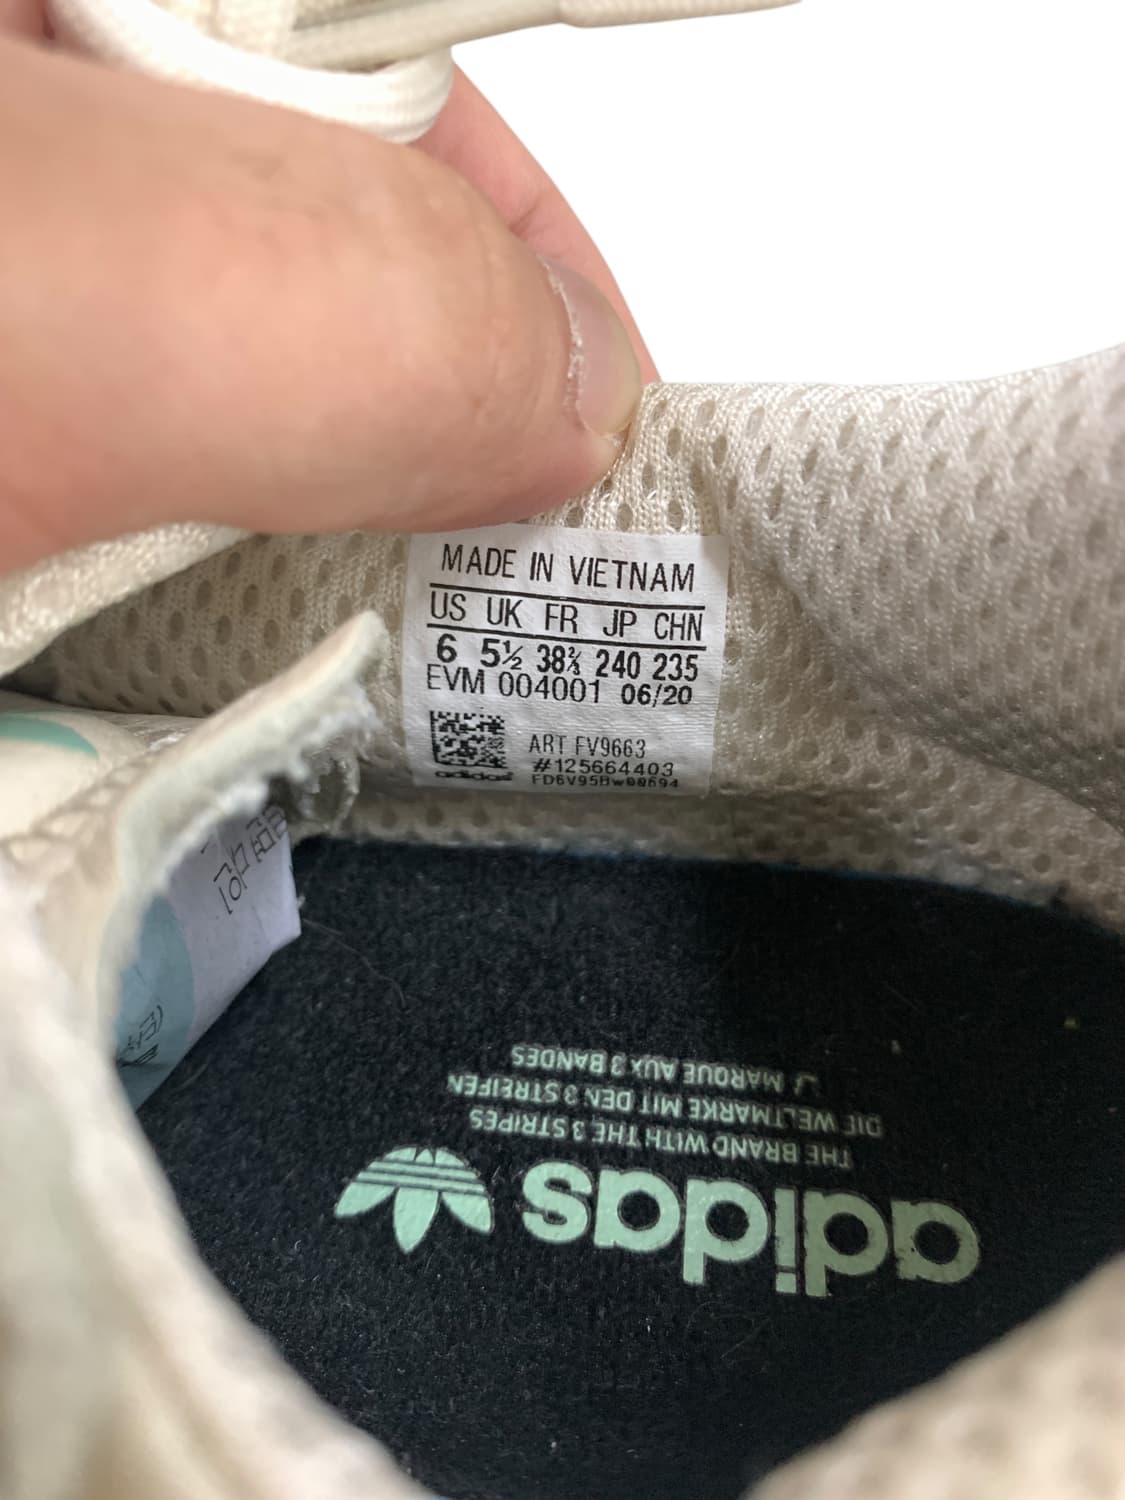 MADE IN VIETNAM
US UK FR JP CHN
6 5½ 38⅔ 240 235
EVM 004001 06/20
ART FV9663
#125664403
adidas
adidas
THE BRAND WITH THE 3 STRIPES
DIE WELTMARKE MIT DEN 3 STREIFEN
MARQUE AUX 3 BANDES